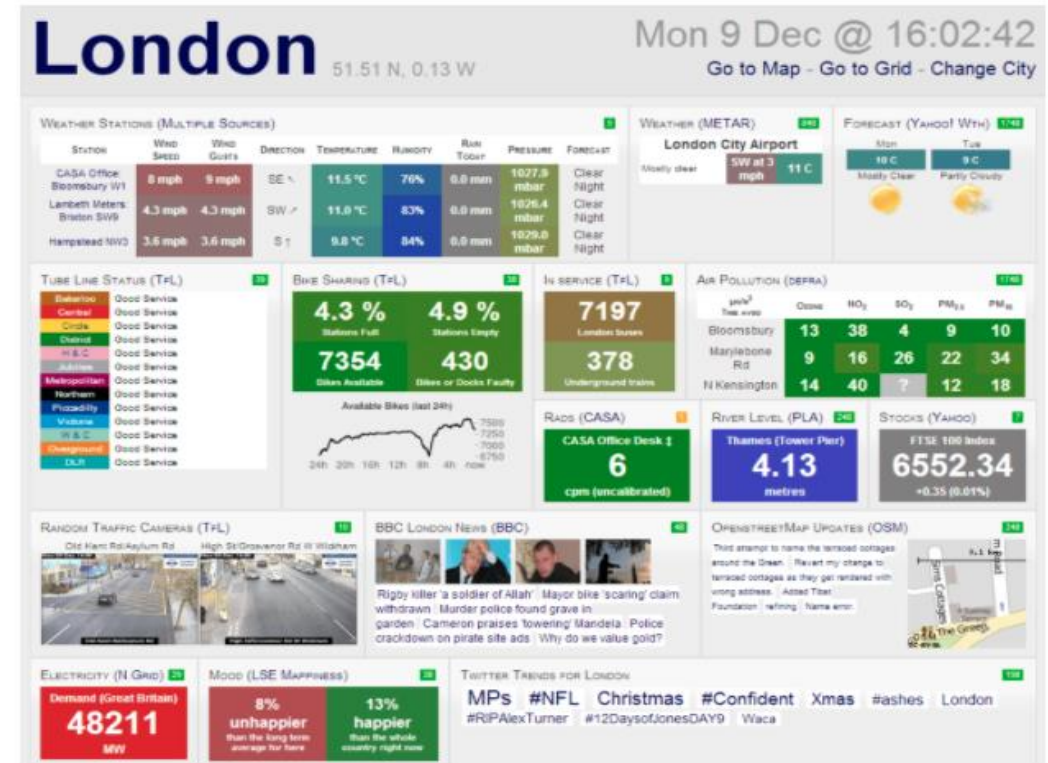 London
51.51 N, 0.13 W
Mon 9 Dec @ 16:02:42
Go to Map - Go to Grid - Change City
WEATHER STATIONS (MULTIPLE SOURCES)
STATION WIND SPEED WIND GUSTS DIRECTION TEMPERATURE HUMIDITY RAIN TODAY PRESSURE FORECAST
CASA Office Bloomsbury W1 8 mph 9 mph SE ↖ 11.5 °C 76% 0.0 mm 1027.9 mbar Clear Night
Lambeth Meters: Brixton SW9 4.3 mph 4.3 mph SW ↗ 11.0 °C 83% 0.0 mm 1026.4 mbar Clear Night
Hampstead NW3 3.6 mph 3.6 mph S ↑ 9.8 °C 84% 0.0 mm 1029.0 mbar Clear Night
WEATHER (METAR)
London City Airport
Mostly clear SW at 3 mph 11 C
FORECAST (YAHOO! WTH)
Mon Tue
10 C 9 C
Mostly Clear Partly Cloudy
TUBE LINE STATUS (TFL)
Bakerloo Good Service
Central Good Service
Circle Good Service
District Good Service
H & C Good Service
Jubilee Good Service
Metropolitan Good Service
Northern Good Service
Piccadilly Good Service
Victoria Good Service
W & C Good Service
Overground Good Service
DLR Good Service
BIKE SHARING (TFL)
4.3 % 4.9 %
Stations Full Stations Empty
7354 430
Bikes Available Bikes or Docks Faulty
Available Bikes (last 24h)
7500
7250
7000
6750
24h 20h 16h 12h 8h 4h now
IN SERVICE (TFL)
7197
London buses
378
Underground trains
AIR POLLUTION (DEFRA)
OZONE NO2 SO2 PM2.5 PM10
Bloomsbury 13 38 4 9 10
Marylebone Rd 9 16 26 22 34
N Kensington 14 40 ? 12 18
RADS (CASA)
CASA Office Desk ‡
6
cpm (uncalibrated)
RIVER LEVEL (PLA)
Thames (Tower Pier)
4.13
metres
STOCKS (YAHOO)
FTSE 100 Index
6552.34
+0.35 (0.01%)
RANDOM TRAFFIC CAMERAS (TFL)
Old Kent Rd/Asylum Rd
BBC LONDON NEWS (BBC)
Rigby killer 'a soldier of Allah' Mayor bike 'scaring' claim
withdrawn Murder police found grave in
garden Cameron praises 'towering' Mandela Police
crackdown on pirate site ads Why do we value gold?
OPENSTREETMAP UPDATES (OSM)
Third attempt to name the terraced cottages
around the Green. Revert my change to
terraced cottages as they get rendered with
wrong address. Added Tibet
Foundation refining Name error.
Sims Cottages
The Green
ELECTRICITY (N GRID)
Demand (Great Britain)
48211
MW
MOOD (LSE MAPPINESS)
8% unhappier
than the long term
average for here
13% happier
than the whole
country right now
TWITTER TRENDS FOR LONDON
MPs #NFL Christmas #Confident Xmas #ashes London
#RIPAlexTurner #12DaysofJonesDAY9 Waca